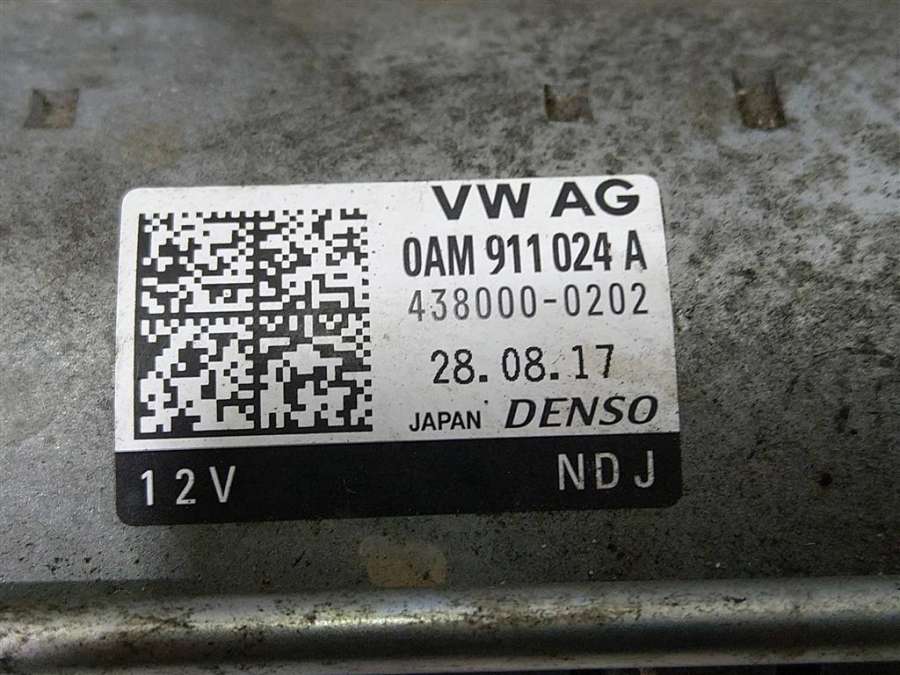 VW AG
0AM 911 024 A
438000-0202
28.08.17
JAPAN DENSO
12V NDJ